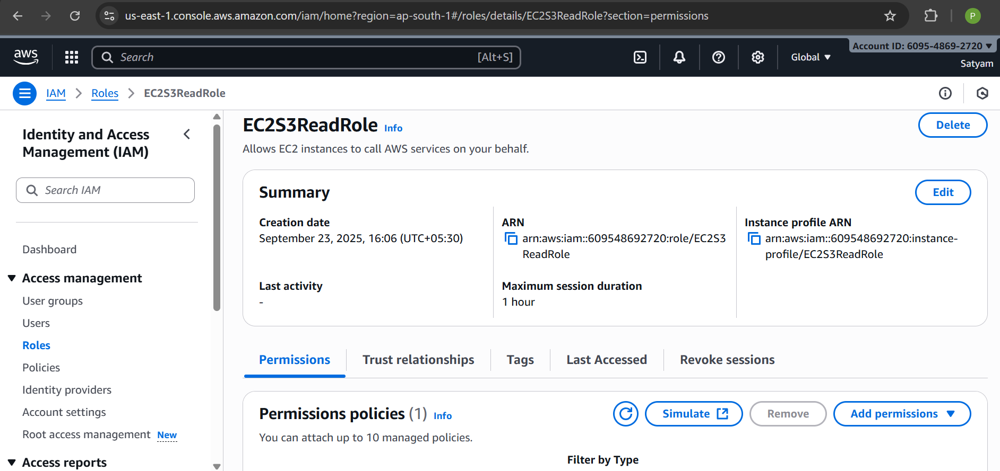 us-east-1.console.aws.amazon.com/iam/home?region=ap-south-1#/roles/details/EC2S3ReadRole?section=permissions
P
aws
Search
[Alt+S]
Global
Account ID: 6095-4869-2720
Satyam
IAM
Roles
EC2S3ReadRole
Identity and Access
Management (IAM)
Search IAM
Dashboard
Access management
User groups
Users
Roles
Policies
Identity providers
Account settings
Root access management New
Access reports
EC2S3ReadRole Info
Delete
Allows EC2 instances to call AWS services on your behalf.
Summary
Edit
Creation date
September 23, 2025, 16:06 (UTC+05:30)
ARN
arn:aws:iam::609548692720:role/EC2S3
ReadRole
Instance profile ARN
arn:aws:iam::609548692720:instance-
profile/EC2S3ReadRole
Last activity
-
Maximum session duration
1 hour
Permissions
Trust relationships
Tags
Last Accessed
Revoke sessions
Permissions policies (1) Info
Simulate
Remove
Add permissions
You can attach up to 10 managed policies.
Filter by Type